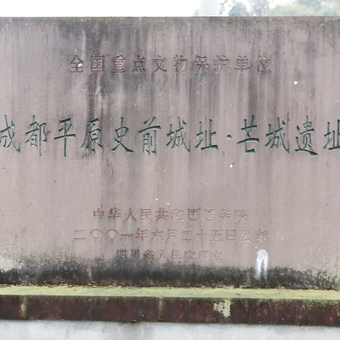 全国重点文物保护单位
成都平原史前城址·芒城遗址
中华人民共和国国务院
二〇〇一年六月二十五日公布
四川省人民政府立